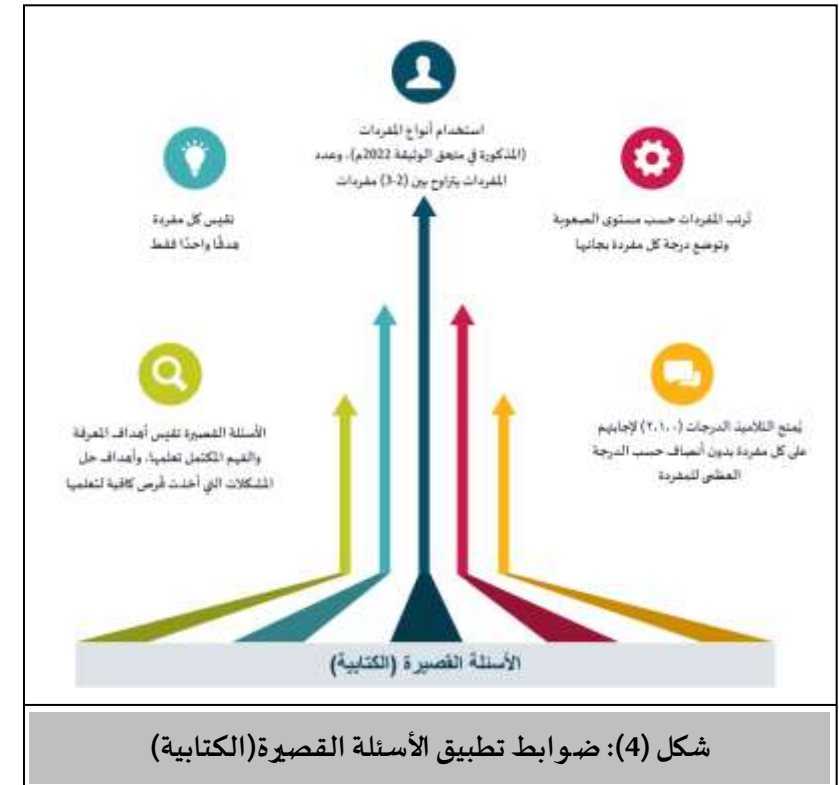 استخدام أنواع المفردات
(المذكورة في ملحق الوثيقة 2022م)، وعدد
المفردات يتراوح بين (2-3) مفردات
تُرتب المفردات حسب مستوى الصعوبة
وتوضع درجة كل مفردة بجانبها
تقيس كل مفردة
هدفًا واحدًا فقط
يُمنح التلاميذ الدرجات (٢،١،٠) لإجابتهم
على كل مفردة بدون أنصاف حسب الدرجة
العظمى للمفردة
الأسئلة القصيرة تقيس أهداف المعرفة
والفهم المكتمل تعلمها، وأهداف حل
المشكلات التي أخذت فُرص كافية لتعلمها
الأسئلة القصيرة (الكتابية)
شكل (4): ضوابط تطبيق الأسئلة القصيرة(الكتابية)